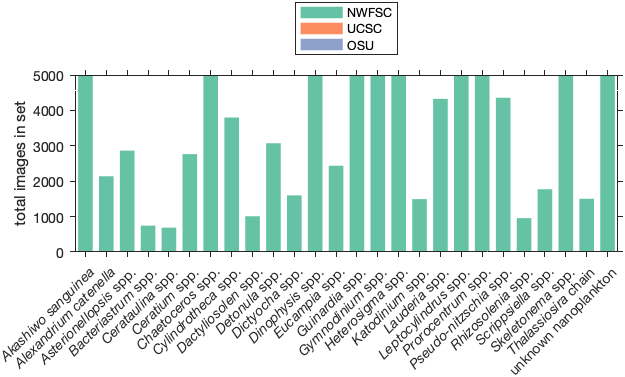 NWFSC
UCSC
OSU
total images in set
5000
4000
3000
2000
1000
0
Akashiwo sanguinea
Alexandrium catenella
Asterionellopsis spp.
Bacteriastrum spp.
Cerataulina spp.
Ceratium spp.
Chaetoceros spp.
Cylindrotheca spp.
Dactyliosolen spp.
Detonula spp.
Dictyocha spp.
Dinophysis spp.
Eucampia spp.
Guinardia spp.
Gymnodinium spp.
Heterosigma spp.
Katodinium spp.
Lauderia spp.
Leptocylindrus spp.
Prorocentrum spp.
Pseudo-nitzschia spp.
Rhizosolenia spp.
Scrippsiella spp.
Skeletonema spp.
Thalassiosira chain
unknown nanoplankton